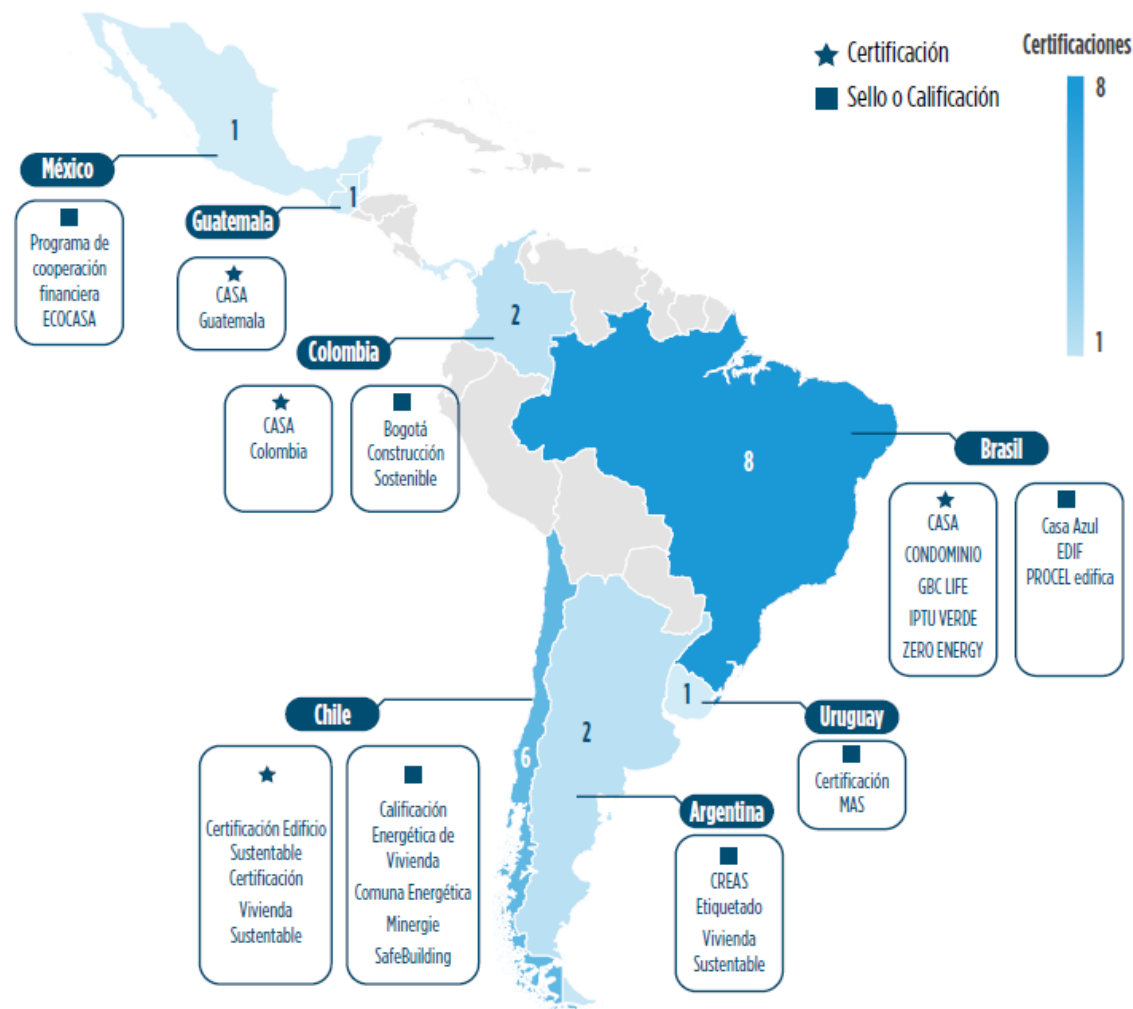 Certificación
Sello o Calificación
Certificaciones
8
1
1
México
Programa de
cooperación
financiera
ECOCASA
1
Guatemala
CASA
Guatemala
2
Colombia
CASA
Colombia
Bogotá
Construcción
Sostenible
8
Brasil
CASA
CONDOMINIO
GBC LIFE
IPTU VERDE
ZERO ENERGY
Casa Azul
EDIF
PROCEL edifica
6
Chile
Certificación Edificio
Sustentable
Certificación
Vivienda
Sustentable
Calificación
Energética de
Vivienda
Comuna Energética
Minergie
SafeBuilding
2
Argentina
CREAS
Etiquetado
Vivienda
Sustentable
1
Uruguay
Certificación
MAS